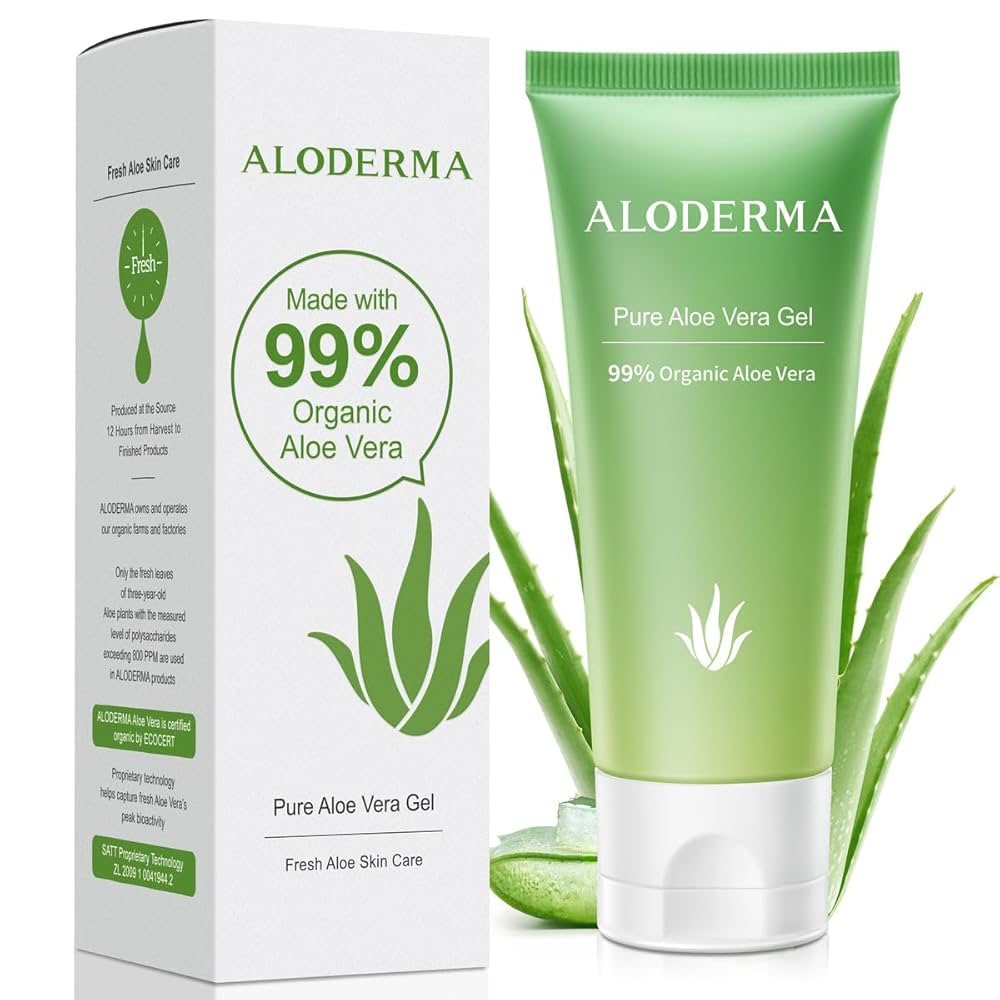 Fresh Aloe Skin Care
Fresh
Produced at the Source
12 Hours from Harvest to
Finished Products
ALODERMA owns and operates
our organic farms and factories
Only the fresh leaves
of three-year-old
Aloe plants with the measured
level of polysaccharides
exceeding 800 PPM are used
in ALODERMA products
ALODERMA Aloe Vera is certified
organic by ECOCERT
Proprietary technology
helps capture fresh Aloe Vera's
peak bioactivity
SATT Proprietary Technology
ZL 2009 1 0041944.2
ALODERMA
Made with
99%
Organic
Aloe Vera
Pure Aloe Vera Gel
Fresh Aloe Skin Care
ALODERMA
Pure Aloe Vera Gel
99% Organic Aloe Vera